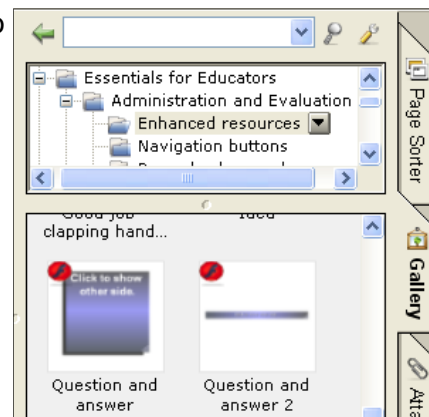 Essentials for Educators
Administration and Evaluation
Enhanced resources
Navigation buttons
Good job
clapping hand...
Click to show
other side.
Question and
answer
Question and
answer 2
Page Sorter
Gallery